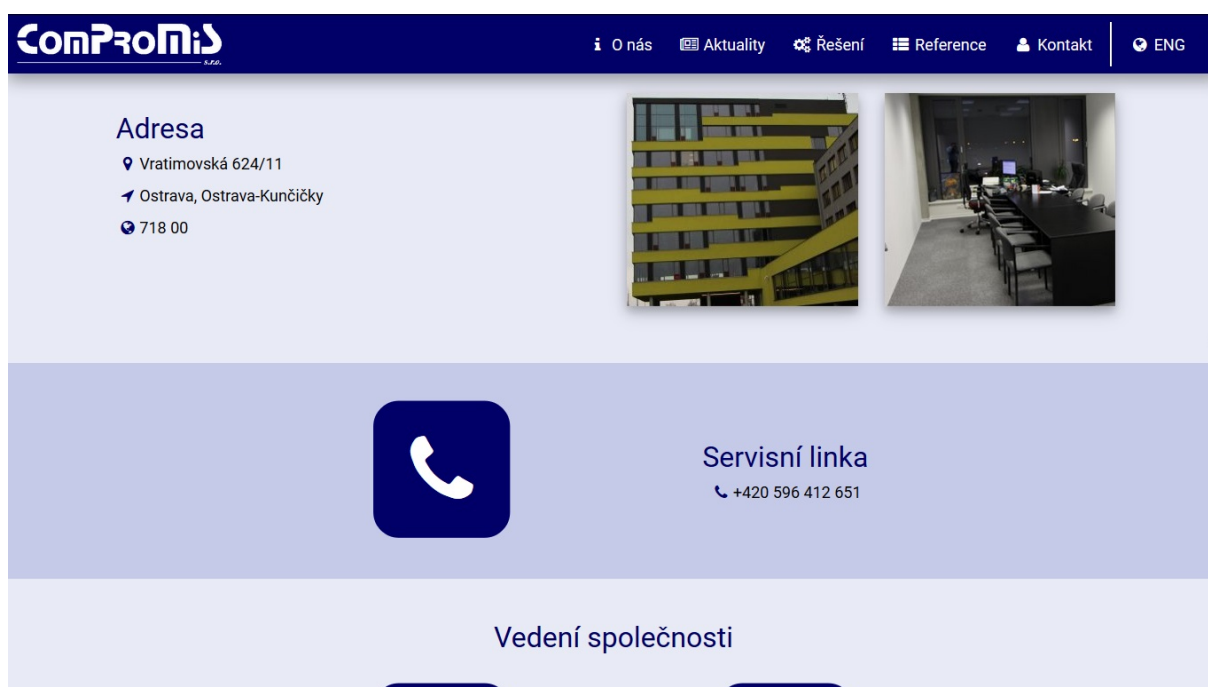 ComProMiS
s.r.o.
O nás Aktuality Řešení Reference Kontakt ENG
Adresa
Vratimovská 624/11
Ostrava, Ostrava-Kunčičky
718 00
Servisní linka
+420 596 412 651
Vedení společnosti